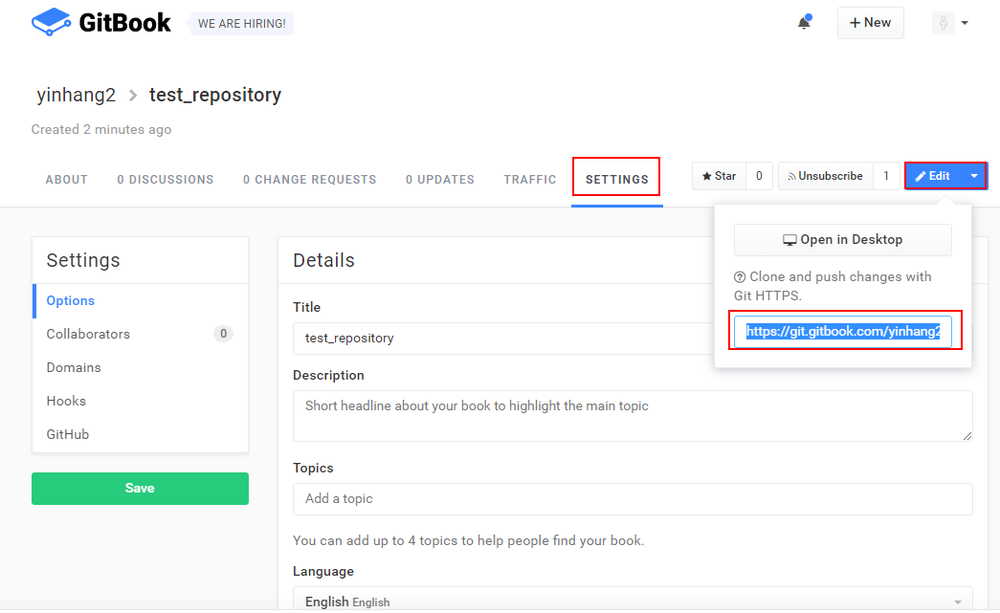 GitBook WE ARE HIRING! + New
yinhang2 > test_repository
Created 2 minutes ago
ABOUT 0 DISCUSSIONS 0 CHANGE REQUESTS 0 UPDATES TRAFFIC SETTINGS Star 0 Unsubscribe 1 Edit
Open in Desktop
Clone and push changes with
Git HTTPS.
https://git.gitbook.com/yinhang2
Settings
Options
Collaborators 0
Domains
Hooks
GitHub
Save
Details
Title
test_repository
Description
Short headline about your book to highlight the main topic
Topics
Add a topic
You can add up to 4 topics to help people find your book.
Language
English English